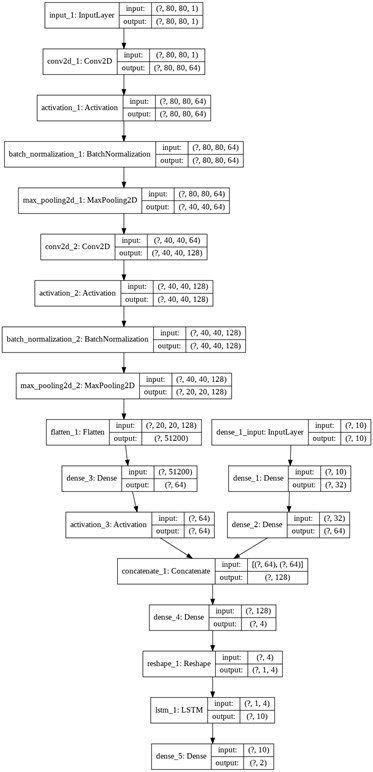 input_1: InputLayer
input: (?, 80, 80, 1)
output: (?, 80, 80, 1)
conv2d_1: Conv2D
input: (?, 80, 80, 1)
output: (?, 80, 80, 64)
activation_1: Activation
input: (?, 80, 80, 64)
output: (?, 80, 80, 64)
batch_normalization_1: BatchNormalization
input: (?, 80, 80, 64)
output: (?, 80, 80, 64)
max_pooling2d_1: MaxPooling2D
input: (?, 80, 80, 64)
output: (?, 40, 40, 64)
conv2d_2: Conv2D
input: (?, 40, 40, 64)
output: (?, 40, 40, 128)
activation_2: Activation
input: (?, 40, 40, 128)
output: (?, 40, 40, 128)
batch_normalization_2: BatchNormalization
input: (?, 40, 40, 128)
output: (?, 40, 40, 128)
max_pooling2d_2: MaxPooling2D
input: (?, 40, 40, 128)
output: (?, 20, 20, 128)
flatten_1: Flatten
input: (?, 20, 20, 128)
output: (?, 51200)
dense_1_input: InputLayer
input: (?, 10)
output: (?, 10)
dense_3: Dense
input: (?, 51200)
output: (?, 64)
dense_1: Dense
input: (?, 10)
output: (?, 32)
activation_3: Activation
input: (?, 64)
output: (?, 64)
dense_2: Dense
input: (?, 32)
output: (?, 64)
concatenate_1: Concatenate
input: [(?, 64), (?, 64)]
output: (?, 128)
dense_4: Dense
input: (?, 128)
output: (?, 4)
reshape_1: Reshape
input: (?, 4)
output: (?, 1, 4)
lstm_1: LSTM
input: (?, 1, 4)
output: (?, 10)
dense_5: Dense
input: (?, 10)
output: (?, 2)